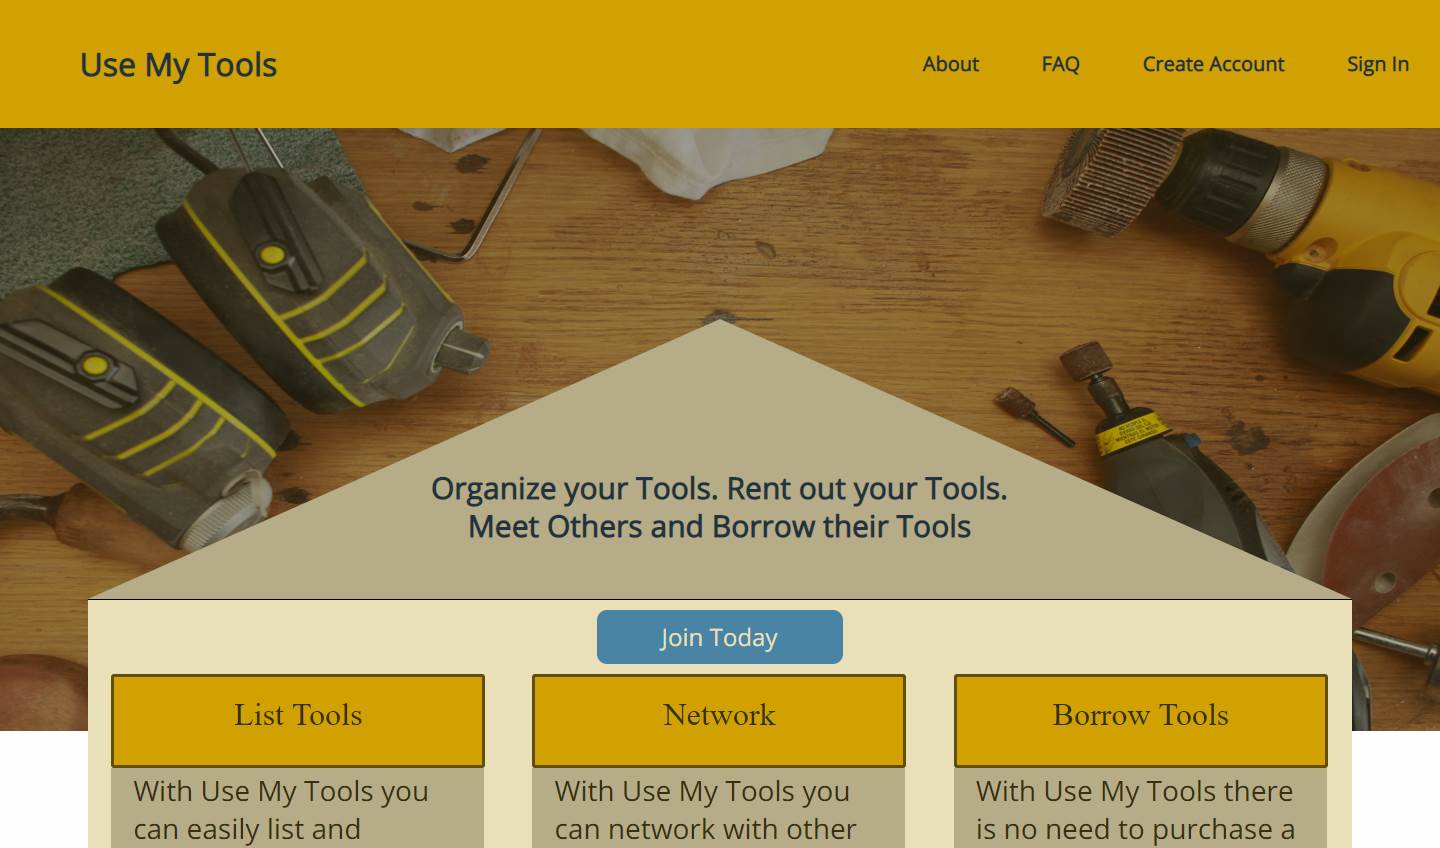 Use My Tools
About FAQ Create Account Sign In
Organize your Tools. Rent out your Tools.
Meet Others and Borrow their Tools
Join Today
List Tools
With Use My Tools you
can easily list and
Network
With Use My Tools you
can network with other
Borrow Tools
With Use My Tools there
is no need to purchase a